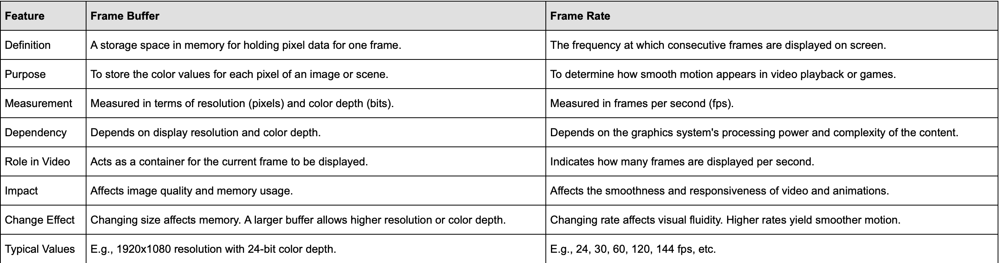 Feature Frame Buffer Frame Rate
Definition A storage space in memory for holding pixel data for one frame. The frequency at which consecutive frames are displayed on screen.
Purpose To store the color values for each pixel of an image or scene. To determine how smooth motion appears in video playback or games.
Measurement Measured in terms of resolution (pixels) and color depth (bits). Measured in frames per second (fps).
Dependency Depends on display resolution and color depth. Depends on the graphics system's processing power and complexity of the content.
Role in Video Acts as a container for the current frame to be displayed. Indicates how many frames are displayed per second.
Impact Affects image quality and memory usage. Affects the smoothness and responsiveness of video and animations.
Change Effect Changing size affects memory. A larger buffer allows higher resolution or color depth. Changing rate affects visual fluidity. Higher rates yield smoother motion.
Typical Values E.g., 1920x1080 resolution with 24-bit color depth. E.g., 24, 30, 60, 120, 144 fps, etc.